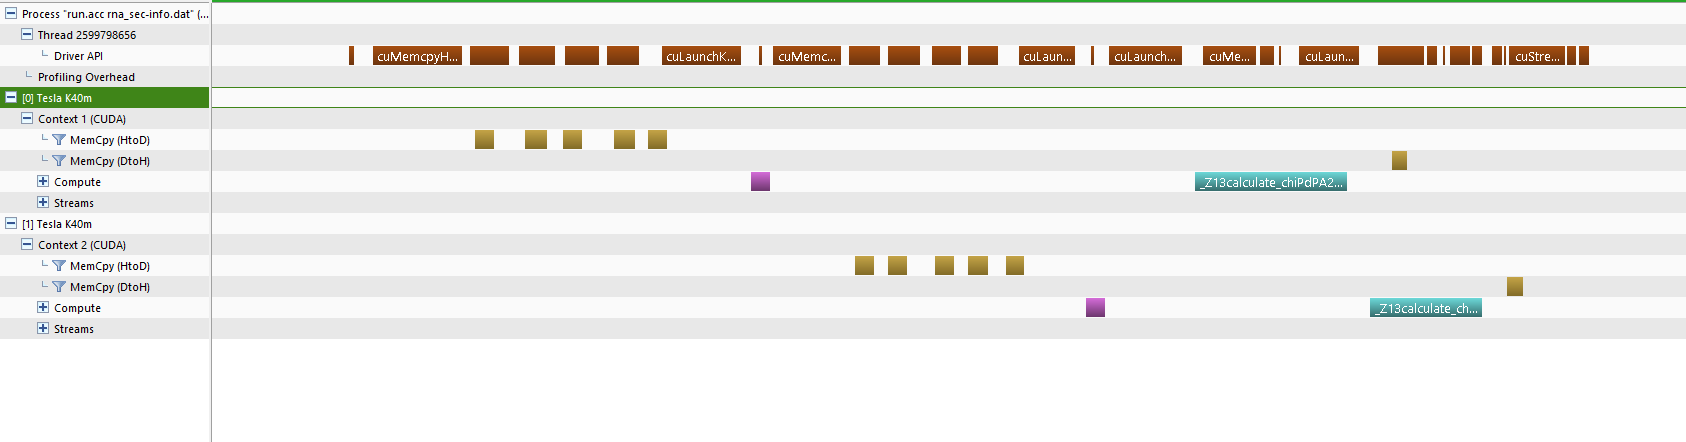 Process "run.acc rna_sec-info.dat" (...
Thread 2599798656
Driver API cuMemcpyH... cuLaunchK... cuMemc... cuLaun... cuLaunch... cuMe... cuLaun... cuStre...
Profiling Overhead
[0] Tesla K40m
Context 1 (CUDA)
MemCpy (HtoD)
MemCpy (DtoH)
Compute _Z13calculate_chiPdPA2...
Streams
[1] Tesla K40m
Context 2 (CUDA)
MemCpy (HtoD)
MemCpy (DtoH)
Compute _Z13calculate_ch...
Streams